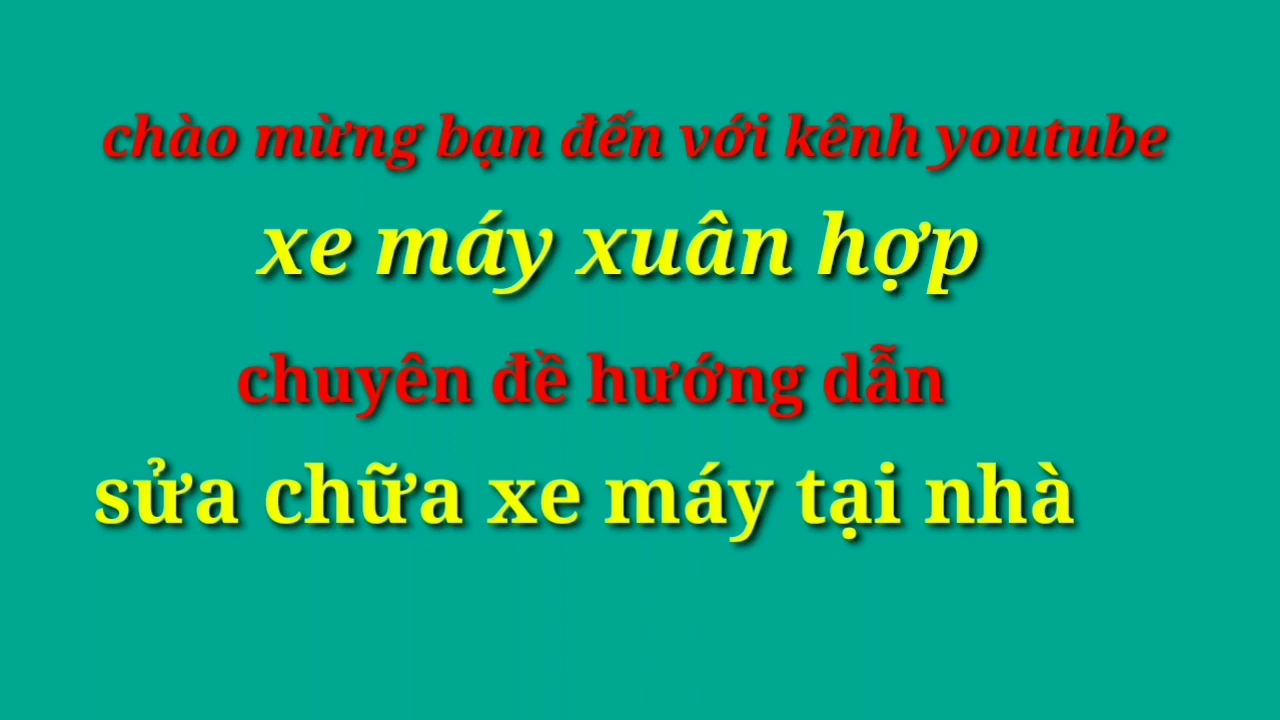 chào mừng bạn đến với kênh youtube
xe máy xuân hợp
chuyên đề hướng dẫn
sửa chữa xe máy tại nhà